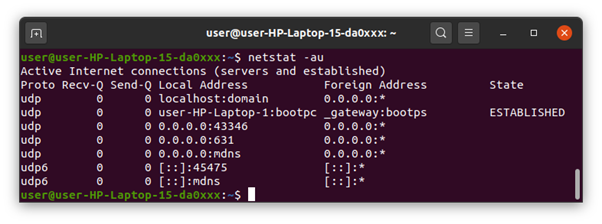 user@user-HP-Laptop-15-da0xxx: ~
user@user-HP-Laptop-15-da0xxx:~$ netstat -au
Active Internet connections (servers and established)
Proto Recv-Q Send-Q Local Address           Foreign Address         State
udp        0      0 localhost:domain        0.0.0.0:*
udp        0      0 user-HP-Laptop-1:bootpc _gateway:bootps         ESTABLISHED
udp        0      0 0.0.0.0:43346           0.0.0.0:*
udp        0      0 0.0.0.0:631             0.0.0.0:*
udp        0      0 0.0.0.0:mdns            0.0.0.0:*
udp6       0      0 [::]:45475              [::]:*
udp6       0      0 [::]:mdns               [::]:*
user@user-HP-Laptop-15-da0xxx:~$